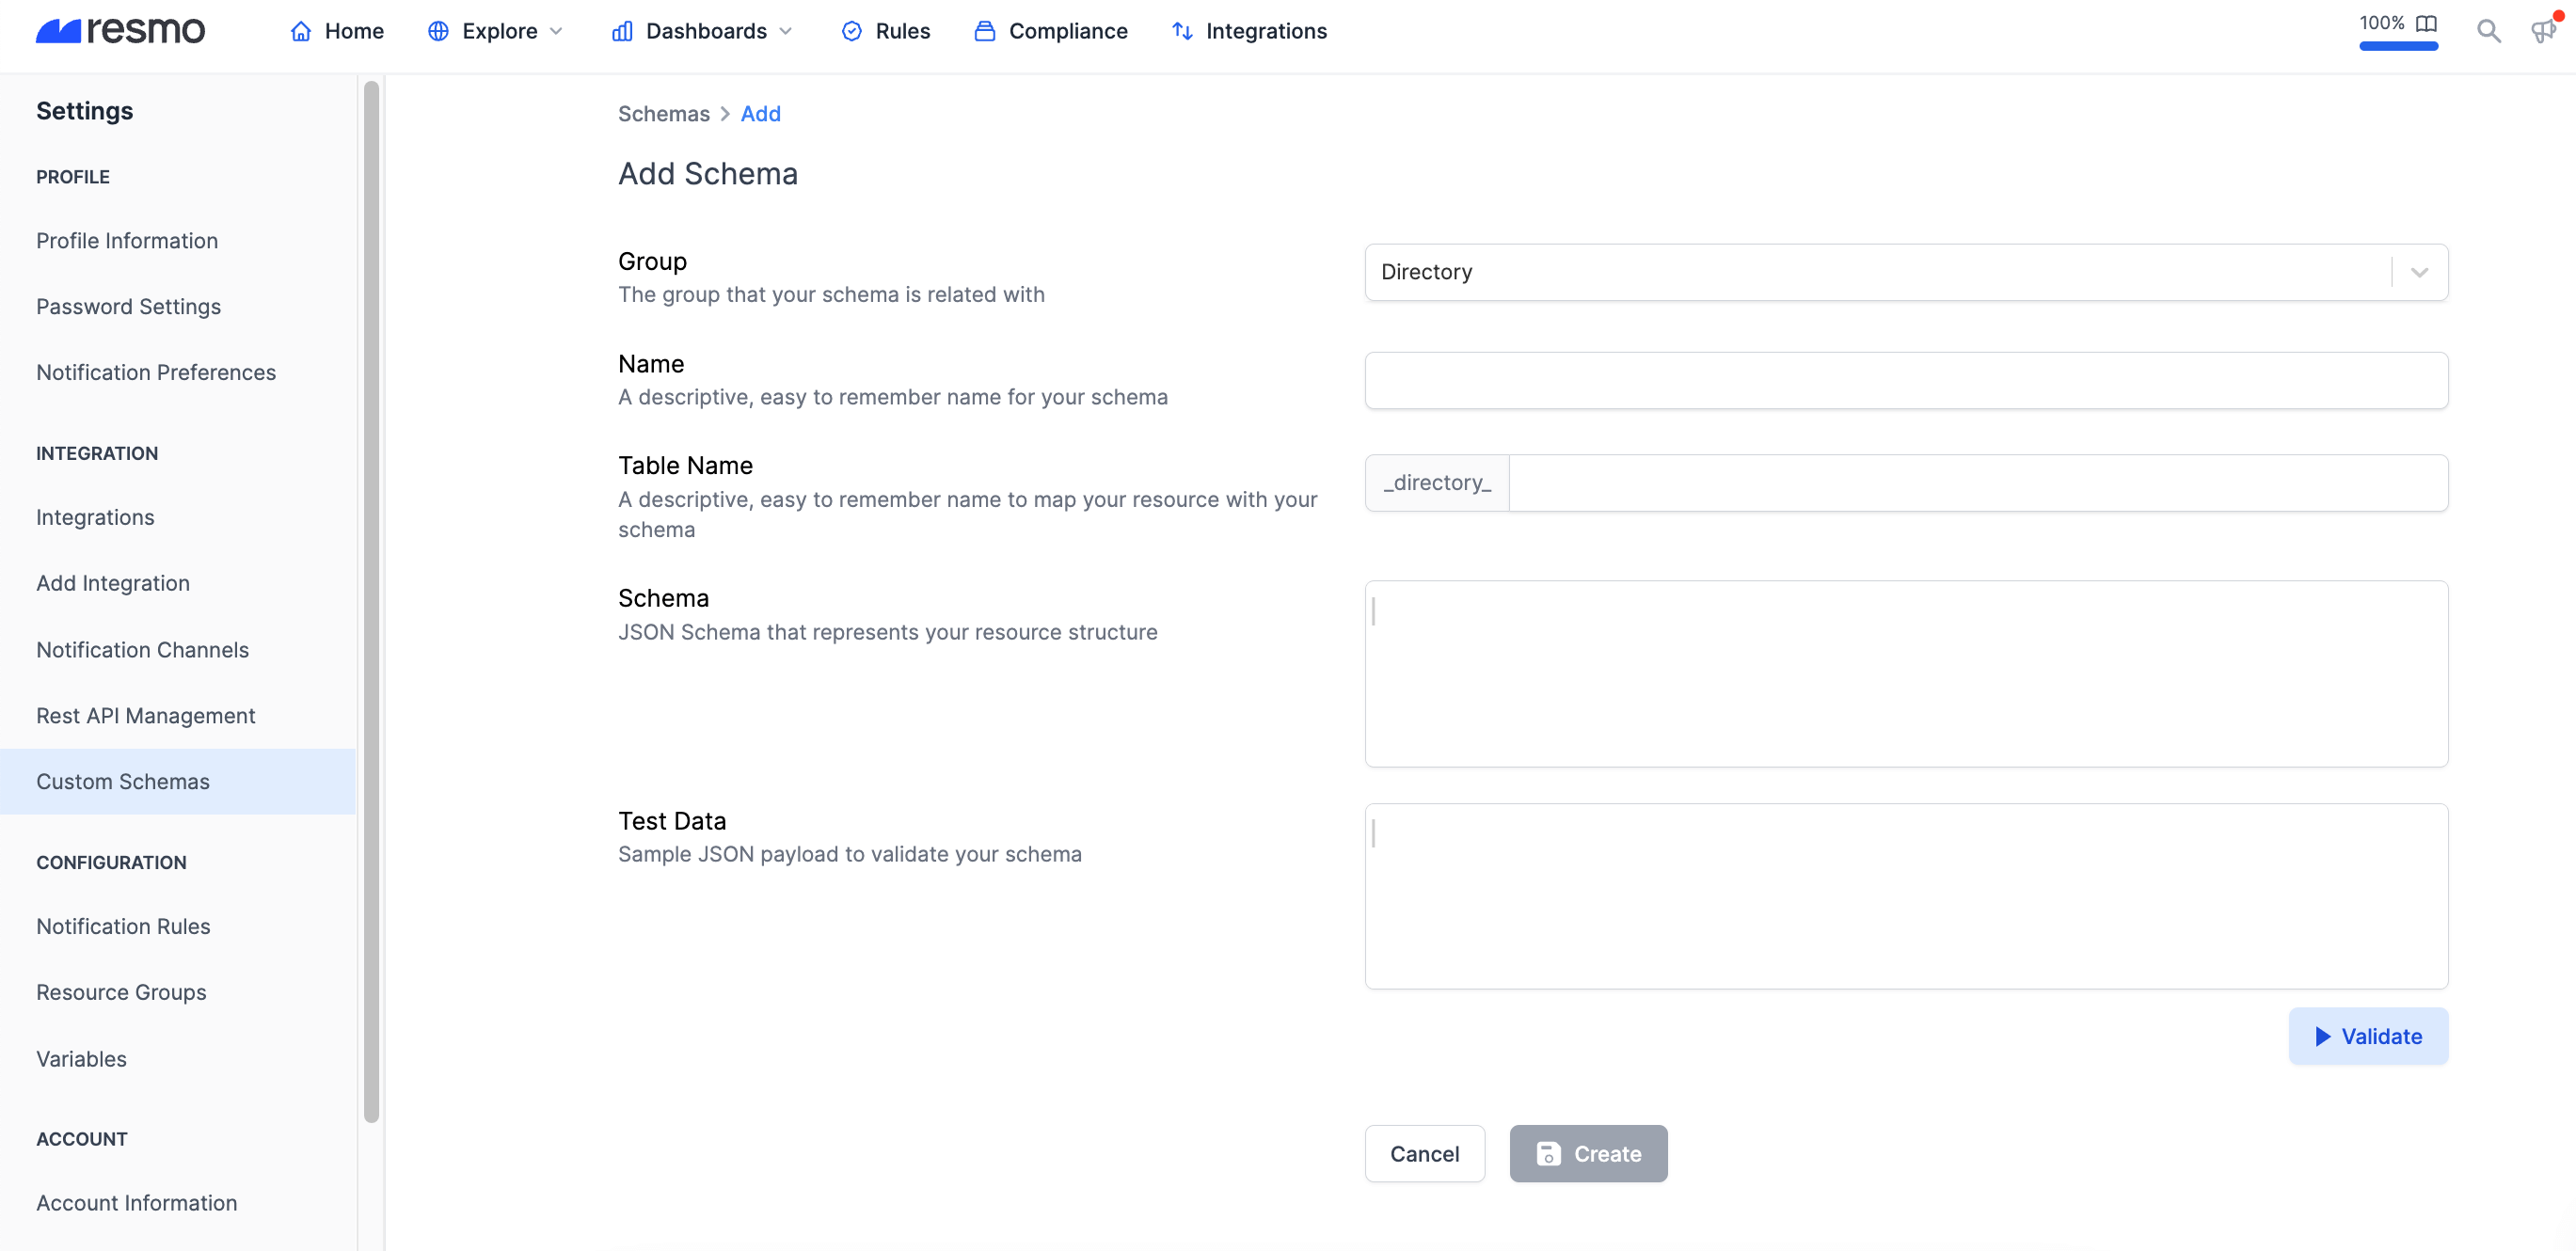 resmo
Home
Explore
Dashboards
Rules
Compliance
Integrations
100%
Settings
PROFILE
Profile Information
Password Settings
Notification Preferences
INTEGRATION
Integrations
Add Integration
Notification Channels
Rest API Management
Custom Schemas
CONFIGURATION
Notification Rules
Resource Groups
Variables
ACCOUNT
Account Information
Schemas > Add
Add Schema
Group
The group that your schema is related with
Directory
Name
A descriptive, easy to remember name for your schema
Table Name
A descriptive, easy to remember name to map your resource with your
schema
_directory_
Schema
JSON Schema that represents your resource structure
Test Data
Sample JSON payload to validate your schema
Validate
Cancel
Create